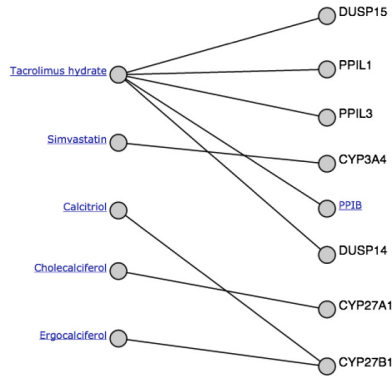 DUSP15
Tacrolimus hydrate
PPIL1
PPIL3
Simvastatin
CYP3A4
Calcitriol
PPIB
DUSP14
Cholecalciferol
CYP27A1
Ergocalciferol
CYP27B1